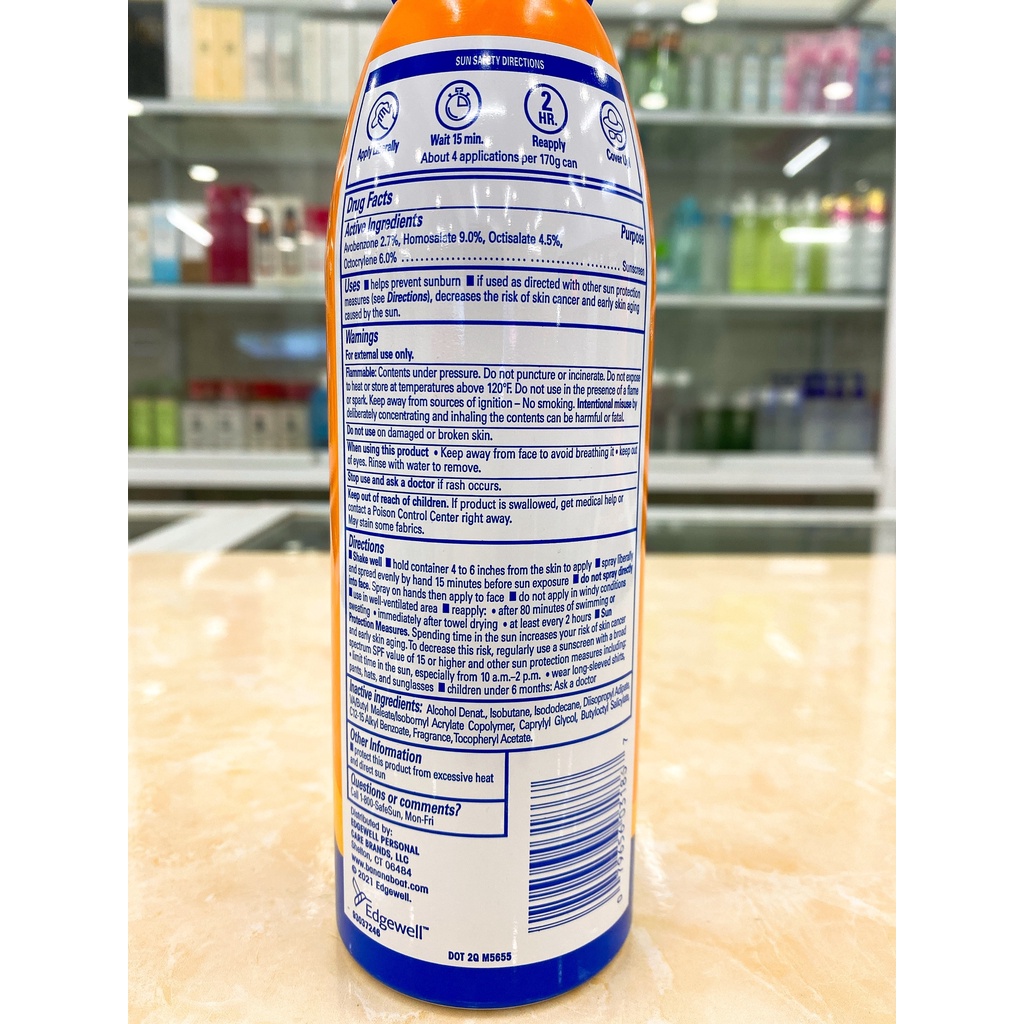 SUN SAFETY DIRECTIONS
Apply Liberally
Wait 15 min.
2
HR.
Reapply
Cover Up
About 4 applications per 170g can
Drug Facts
Active Ingredients Purpose
Avobenzone 2.7%, Homosalate 9.0%, Octisalate 4.5%,
Octocrylene 6.0% Sunscreen
Uses ■ helps prevent sunburn ■ if used as directed with other sun protection
measures (see Directions), decreases the risk of skin cancer and early skin aging
caused by the sun.
Warnings
For external use only.
Flammable: Contents under pressure. Do not puncture or incinerate. Do not expose
to heat or store at temperatures above 120°F. Do not use in the presence of a flame
or spark. Keep away from sources of ignition – No smoking. Intentional misuse by
deliberately concentrating and inhaling the contents can be harmful or fatal.
Do not use on damaged or broken skin.
When using this product • Keep away from face to avoid breathing it • keep out
of eyes. Rinse with water to remove.
Stop use and ask a doctor if rash occurs.
Keep out of reach of children. If product is swallowed, get medical help or
contact a Poison Control Center right away.
May stain some fabrics.
Directions
■ Shake well ■ hold container 4 to 6 inches from the skin to apply ■ spray liberally
and spread evenly by hand 15 minutes before sun exposure ■ do not spray directly
into face. Spray on hands then apply to face ■ do not apply in windy conditions
■ use in well-ventilated area ■ reapply: • after 80 minutes of swimming or
sweating • immediately after towel drying • at least every 2 hours ■ Sun
Protection Measures. Spending time in the sun increases your risk of skin cancer
and early skin aging. To decrease this risk, regularly use a sunscreen with a broad
spectrum SPF value of 15 or higher and other sun protection measures including:
• limit time in the sun, especially from 10 a.m.–2 p.m. • wear long-sleeved shirts,
pants, hats, and sunglasses ■ children under 6 months: Ask a doctor
Inactive ingredients: Alcohol Denat., Isobutane, Isododecane, Diisopropyl Adipate,
VA/Butyl Maleate/Isobornyl Acrylate Copolymer, Caprylyl Glycol, Butyloctyl Salicylate,
C12-15 Alkyl Benzoate, Fragrance, Tocopheryl Acetate.
Other Information
■ protect this product from excessive heat
and direct sun
Questions or comments?
Call 1-800-SafeSun, Mon-Fri
Distributed by:
EDGEWELL PERSONAL
CARE BRANDS, LLC
Shelton, CT 06484
www.bananaboat.com
© 2021 Edgewell.
Edgewell™
93037246
DOT 2Q M5655